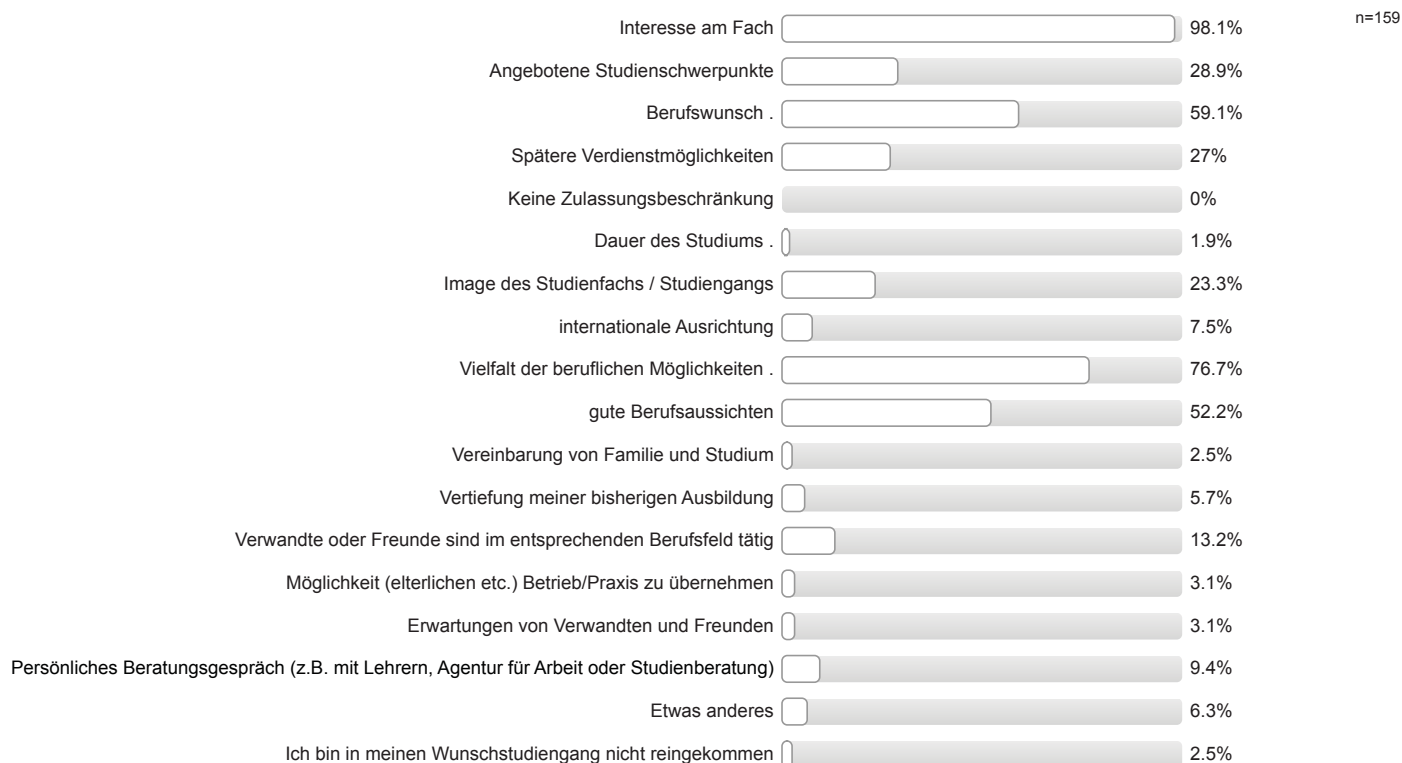 Interesse am Fach 98.1% n=159
Angebotene Studienschwerpunkte 28.9%
Berufswunsch . 59.1%
Spätere Verdienstmöglichkeiten 27%
Keine Zulassungsbeschränkung 0%
Dauer des Studiums . 1.9%
Image des Studienfachs / Studiengangs 23.3%
internationale Ausrichtung 7.5%
Vielfalt der beruflichen Möglichkeiten . 76.7%
gute Berufsaussichten 52.2%
Vereinbarung von Familie und Studium 2.5%
Vertiefung meiner bisherigen Ausbildung 5.7%
Verwandte oder Freunde sind im entsprechenden Berufsfeld tätig 13.2%
Möglichkeit (elterlichen etc.) Betrieb/Praxis zu übernehmen 3.1%
Erwartungen von Verwandten und Freunden 3.1%
Persönliches Beratungsgespräch (z.B. mit Lehrern, Agentur für Arbeit oder Studienberatung) 9.4%
Etwas anderes 6.3%
Ich bin in meinen Wunschstudiengang nicht reingekommen 2.5%